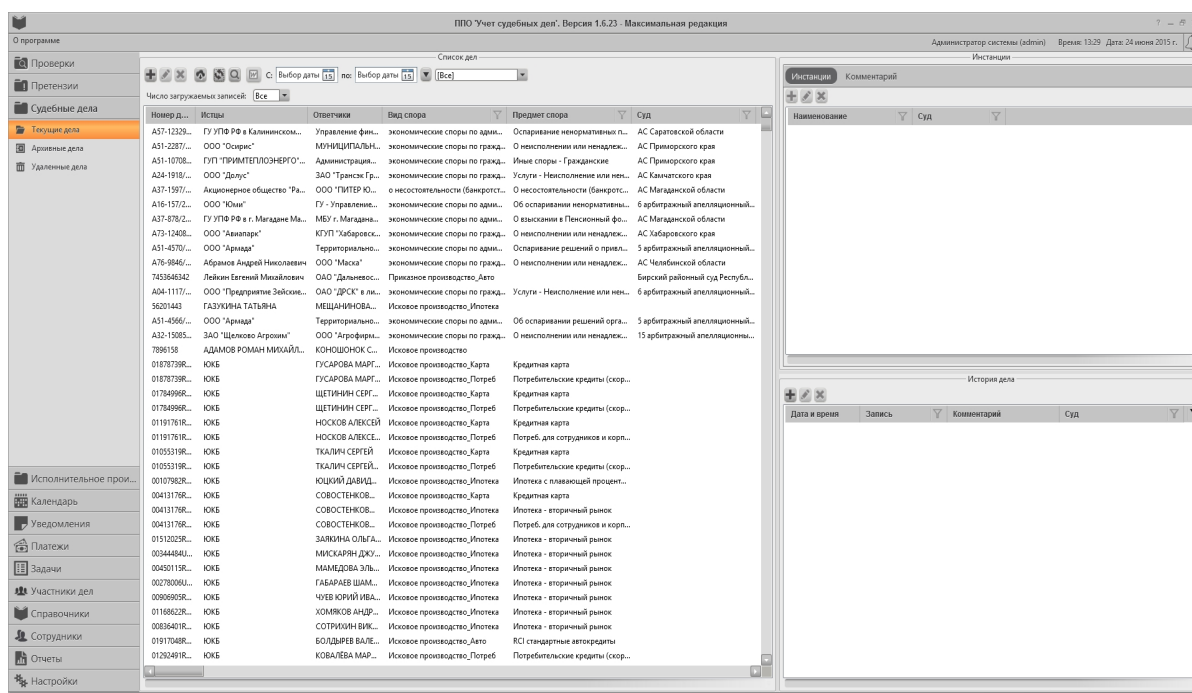 ППО 'Учет судебных дел'. Версия 1.6.23 - Максимальная редакция
О программе
Администратор системы (admin) Время: 13:29 Дата: 24 июня 2015 г.
Проверки
Претензии
Судебные дела
Текущие дела
Архивные дела
Удаленные дела
Исполнительное прои...
Календарь
Уведомления
Платежи
Задачи
Участники дел
Справочники
Сотрудники
Отчеты
Настройки
Список дел
С: Выбор даты 15 по: Выбор даты 15 [Все]
Число загружаемых записей: Все
Номер д... Истцы Ответчики Вид спора Предмет спора Суд
А57-12329... ГУ УПФ РФ в Калининском... Управление фин... экономические споры по адми... Оспаривание ненормативных п... АС Саратовской области
А51-2287/... ООО "Осирис" МУНИЦИПАЛЬН... экономические споры по гражд... О неисполнении или ненадлеж... АС Приморского края
А51-10708... ГУП "ПРИМТЕПЛОЭНЕРГО"... Администрация... экономические споры по гражд... Иные споры - Гражданские АС Приморского края
А24-1918/... ООО "Долус" ЗАО "Трансэк Гр... экономические споры по гражд... Услуги - Неисполнение или нен... АС Камчатского края
А37-1597/... Акционерное общество "Ра... ООО "ПИТЕР Ю... о несостоятельности (банкротст... О несостоятельности (банкротс... АС Магаданской области
А16-157/2... ООО "Юми" ГУ - Управление... экономические споры по адми... Об оспаривании ненормативны... 6 арбитражный апелляционный...
А37-878/2... ГУ УПФ РФ в г. Магадане Ма... МБУ г. Магадана... экономические споры по адми... О взыскании в Пенсионный фо... АС Магаданской области
А73-12408... ООО "Авиапарк" КГУП "Хабаровск... экономические споры по гражд... О неисполнении или ненадлеж... АС Хабаровского края
А51-4570/... ООО "Армада" Территориально... экономические споры по адми... Оспаривание решений о привл... 5 арбитражный апелляционный...
А76-9846/... Абрамов Андрей Николаевич ООО "Маска" экономические споры по гражд... О неисполнении или ненадлеж... АС Челябинской области
7453646342 Лейкин Евгений Михайлович ОАО "Дальневос... Приказное производство_Авто Бирский районный суд Республ...
А04-1117/... ООО "Предприятие Зейские... ОАО "ДРСК" в ли... экономические споры по гражд... Услуги - Неисполнение или нен... 6 арбитражный апелляционный...
56201443 ГАЗУКИНА ТАТЬЯНА МЕЩАНИНОВА... Исковое производство_Ипотека
А51-4566/... ООО "Армада" Территориально... экономические споры по адми... Об оспаривании решений орга... 5 арбитражный апелляционный...
А32-15085... ЗАО "Щелково Агрохим" ООО "Агрофирм... экономические споры по гражд... О неисполнении или ненадлеж... 15 арбитражный апелляционны...
7896158 АДАМОВ РОМАН МИХАЙЛ... КОНОШОНОК С... Исковое производство
01878739R... ЮКБ ГУСАРОВА МАРГ... Исковое производство_Карта Кредитная карта
01878739R... ЮКБ ГУСАРОВА МАРГ... Исковое производство_Потреб Потребительские кредиты (скор...
01784996R... ЮКБ ЩЕТИНИН СЕРГ... Исковое производство_Карта Кредитная карта
01784996R... ЮКБ ЩЕТИНИН СЕРГ... Исковое производство_Потреб Потребительские кредиты (скор...
01191761R... ЮКБ НОСКОВ АЛЕКСЕЙ Исковое производство_Карта Кредитная карта
01191761R... ЮКБ НОСКОВ АЛЕКСЕ... Исковое производство_Потреб Потреб. для сотрудников и корп...
01055319R... ЮКБ ТКАЛИЧ СЕРГЕЙ Исковое производство_Карта Кредитная карта
01055319R... ЮКБ ТКАЛИЧ СЕРГЕЙ... Исковое производство_Потреб Потребительские кредиты (скор...
00107982R... ЮКБ ЮЦКИЙ ДАВИД... Исковое производство_Ипотека Ипотека с плавающей процент...
00413176R... ЮКБ СОВОСТЕНКОВ... Исковое производство_Карта Кредитная карта
00413176R... ЮКБ СОВОСТЕНКОВ... Исковое производство_Ипотека Ипотека - вторичный рынок
00413176R... ЮКБ СОВОСТЕНКОВ... Исковое производство_Потреб Потреб. для сотрудников и корп...
01512025R... ЮКБ ЗАЯКИНА ОЛЬГА... Исковое производство_Ипотека Ипотека - вторичный рынок
00344484U... ЮКБ МИСКАРЯН ДЖУ... Исковое производство_Ипотека Ипотека - вторичный рынок
00450115R... ЮКБ МАМЕДОВА ЭЛЬ... Исковое производство_Ипотека Ипотека - вторичный рынок
00278006U... ЮКБ ГАБАРАЕВ ШАМ... Исковое производство_Ипотека Ипотека - вторичный рынок
00906905R... ЮКБ ЧУЕВ ЮРИЙ ИВА... Исковое производство_Ипотека Ипотека - вторичный рынок
01168622R... ЮКБ ХОМЯКОВ АНДР... Исковое производство_Ипотека Ипотека - вторичный рынок
00836401R... ЮКБ СОТРИХИН ВИК... Исковое производство_Ипотека Ипотека - вторичный рынок
01917048R... ЮКБ БОЛДЫРЕВ ВАЛЕ... Исковое производство_Авто RCI стандартные автокредиты
01292491R... ЮКБ КОВАЛЁВА МАР... Исковое производство_Потреб Потребительские кредиты (скор...
Инстанции
Инстанции Комментарий
Наименование Суд
История дела
Дата и время Запись Комментарий Суд